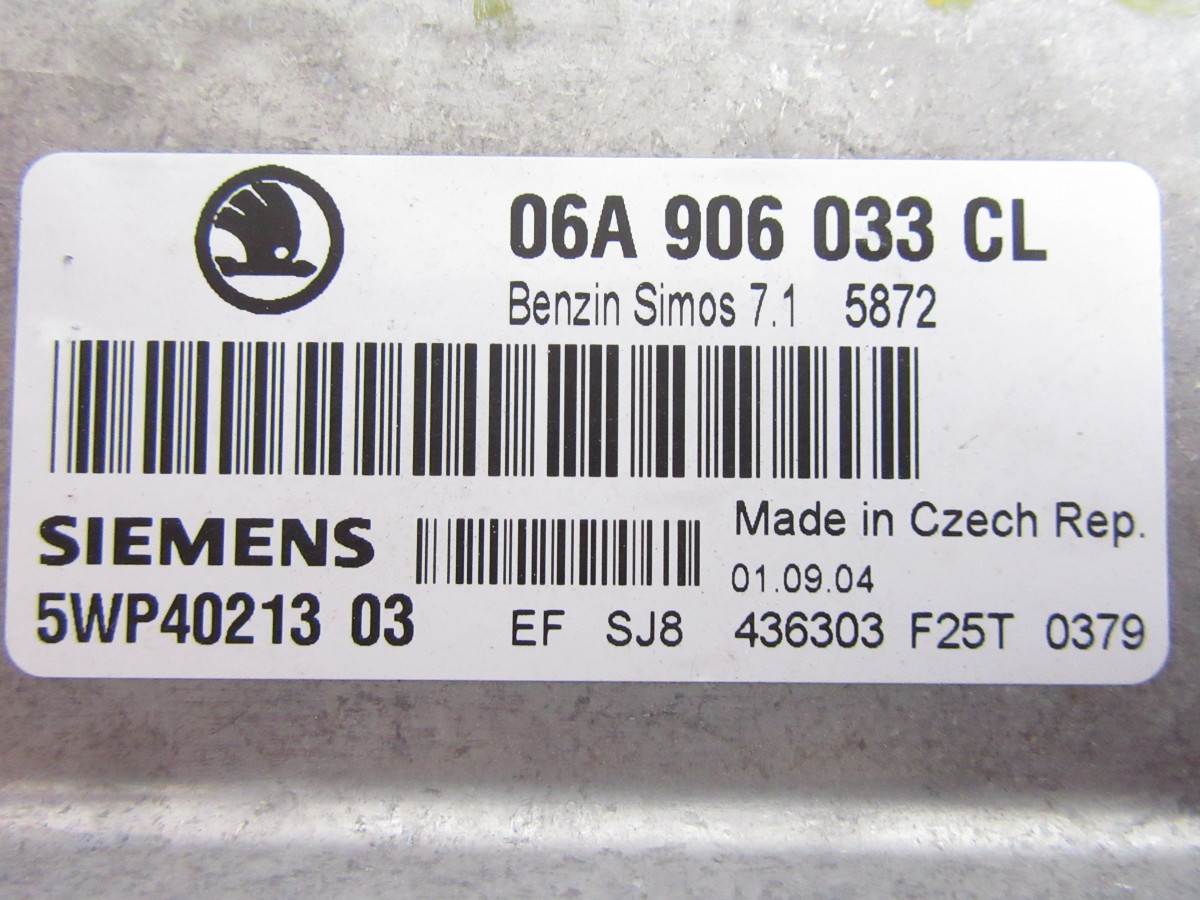 06A 906 033 CL
Benzin Simos 7.1 5872
SIEMENS
Made in Czech Rep.
01.09.04
5WP40213 03
EF SJ8 436303 F25T 0379